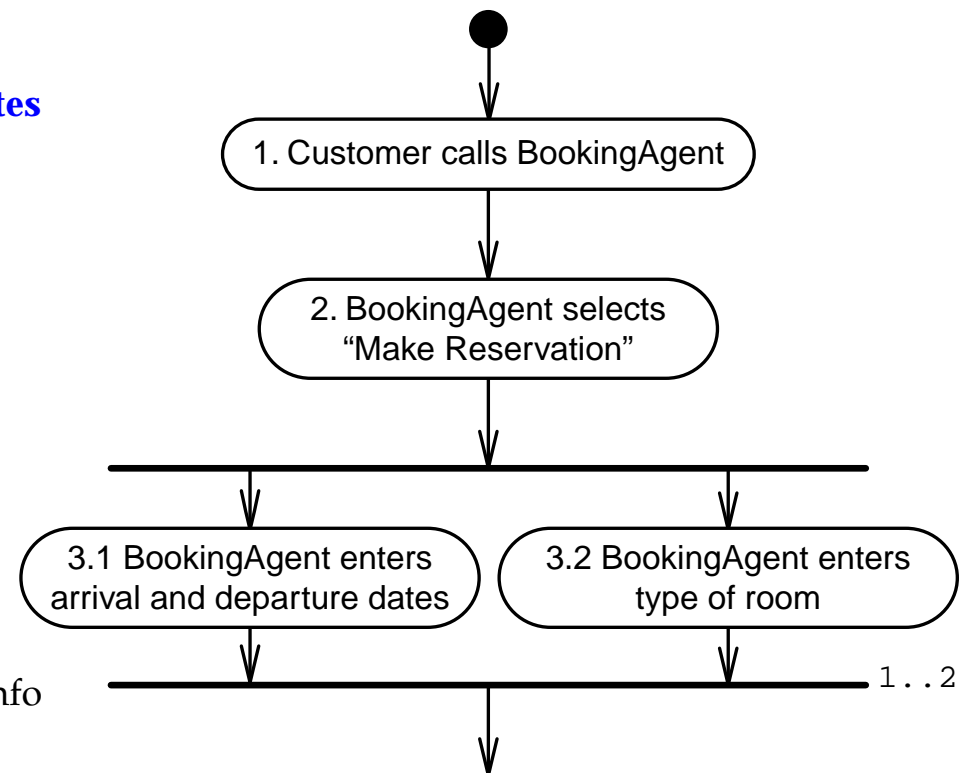 tes
1. Customer calls BookingAgent
2. BookingAgent selects
“Make Reservation”
3.1 BookingAgent enters
arrival and departure dates
3.2 BookingAgent enters
type of room
nfo
1..2